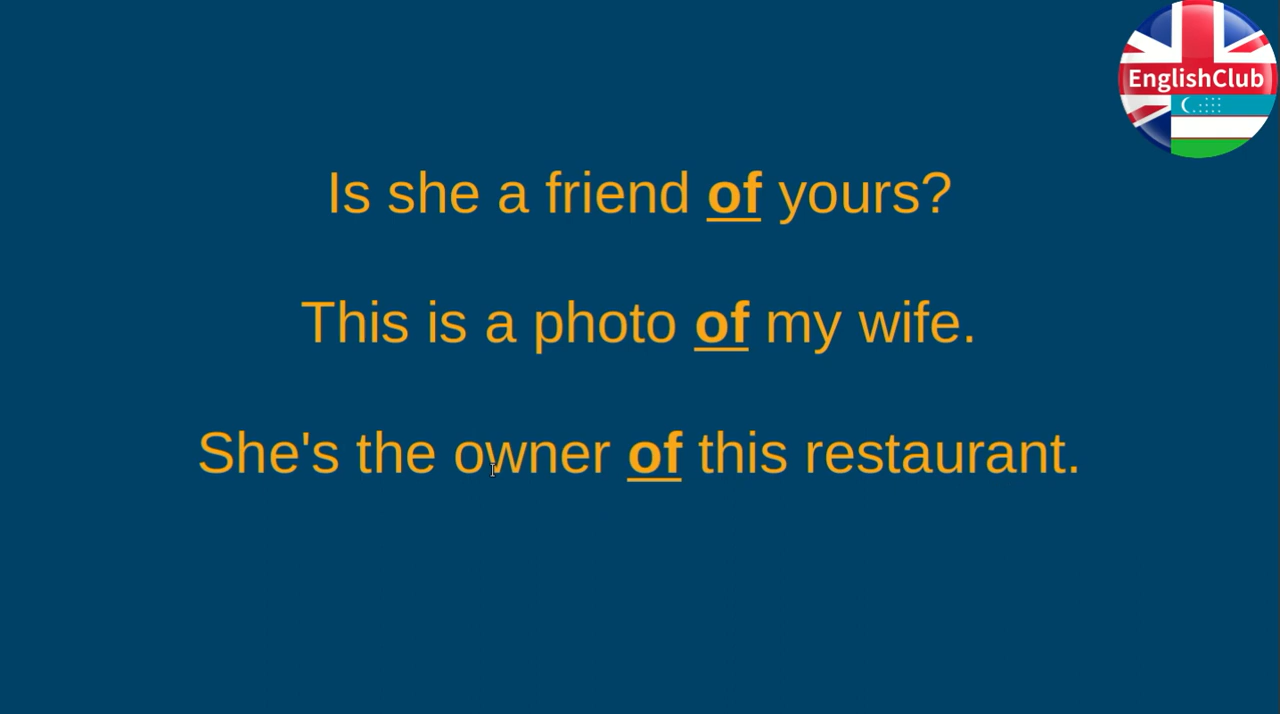 EnglishClub
Is she a friend of yours?
This is a photo of my wife.
She's the owner of this restaurant.